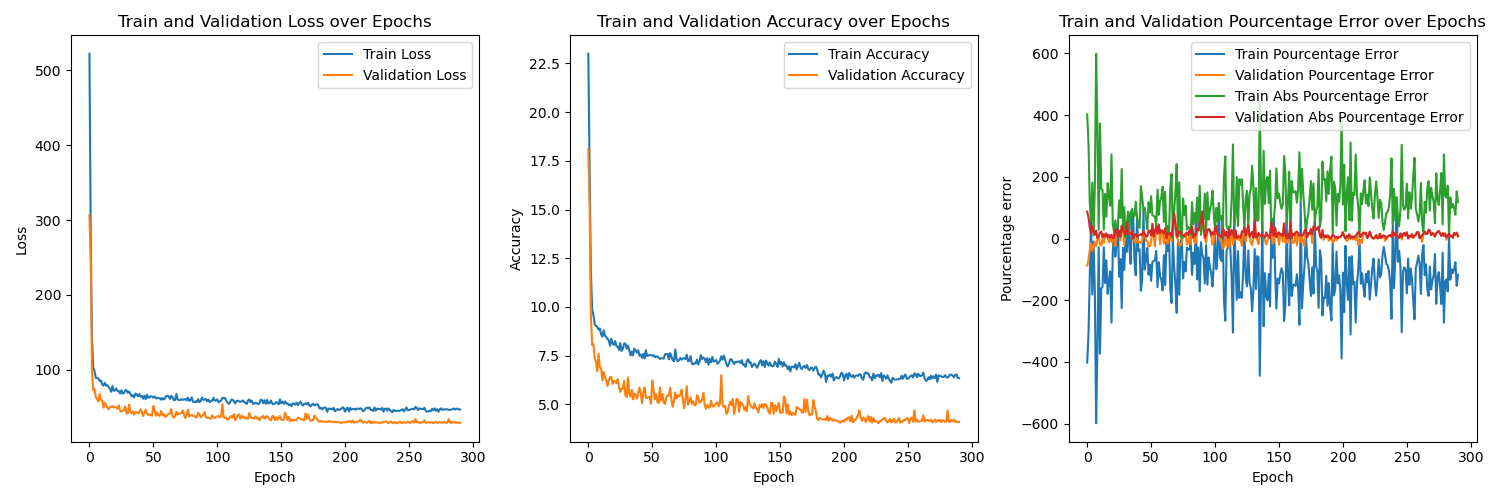 Train and Validation Loss over Epochs
Train Loss
Validation Loss
500
400
300
200
100
Loss
0 50 100 150 200 250 300
Epoch
Train and Validation Accuracy over Epochs
Train Accuracy
Validation Accuracy
22.5
20.0
17.5
15.0
12.5
10.0
7.5
5.0
Accuracy
0 50 100 150 200 250 300
Epoch
Train and Validation Pourcentage Error over Epochs
Train Pourcentage Error
Validation Pourcentage Error
Train Abs Pourcentage Error
Validation Abs Pourcentage Error
600
400
200
0
−200
−400
−600
Pourcentage error
0 50 100 150 200 250 300
Epoch